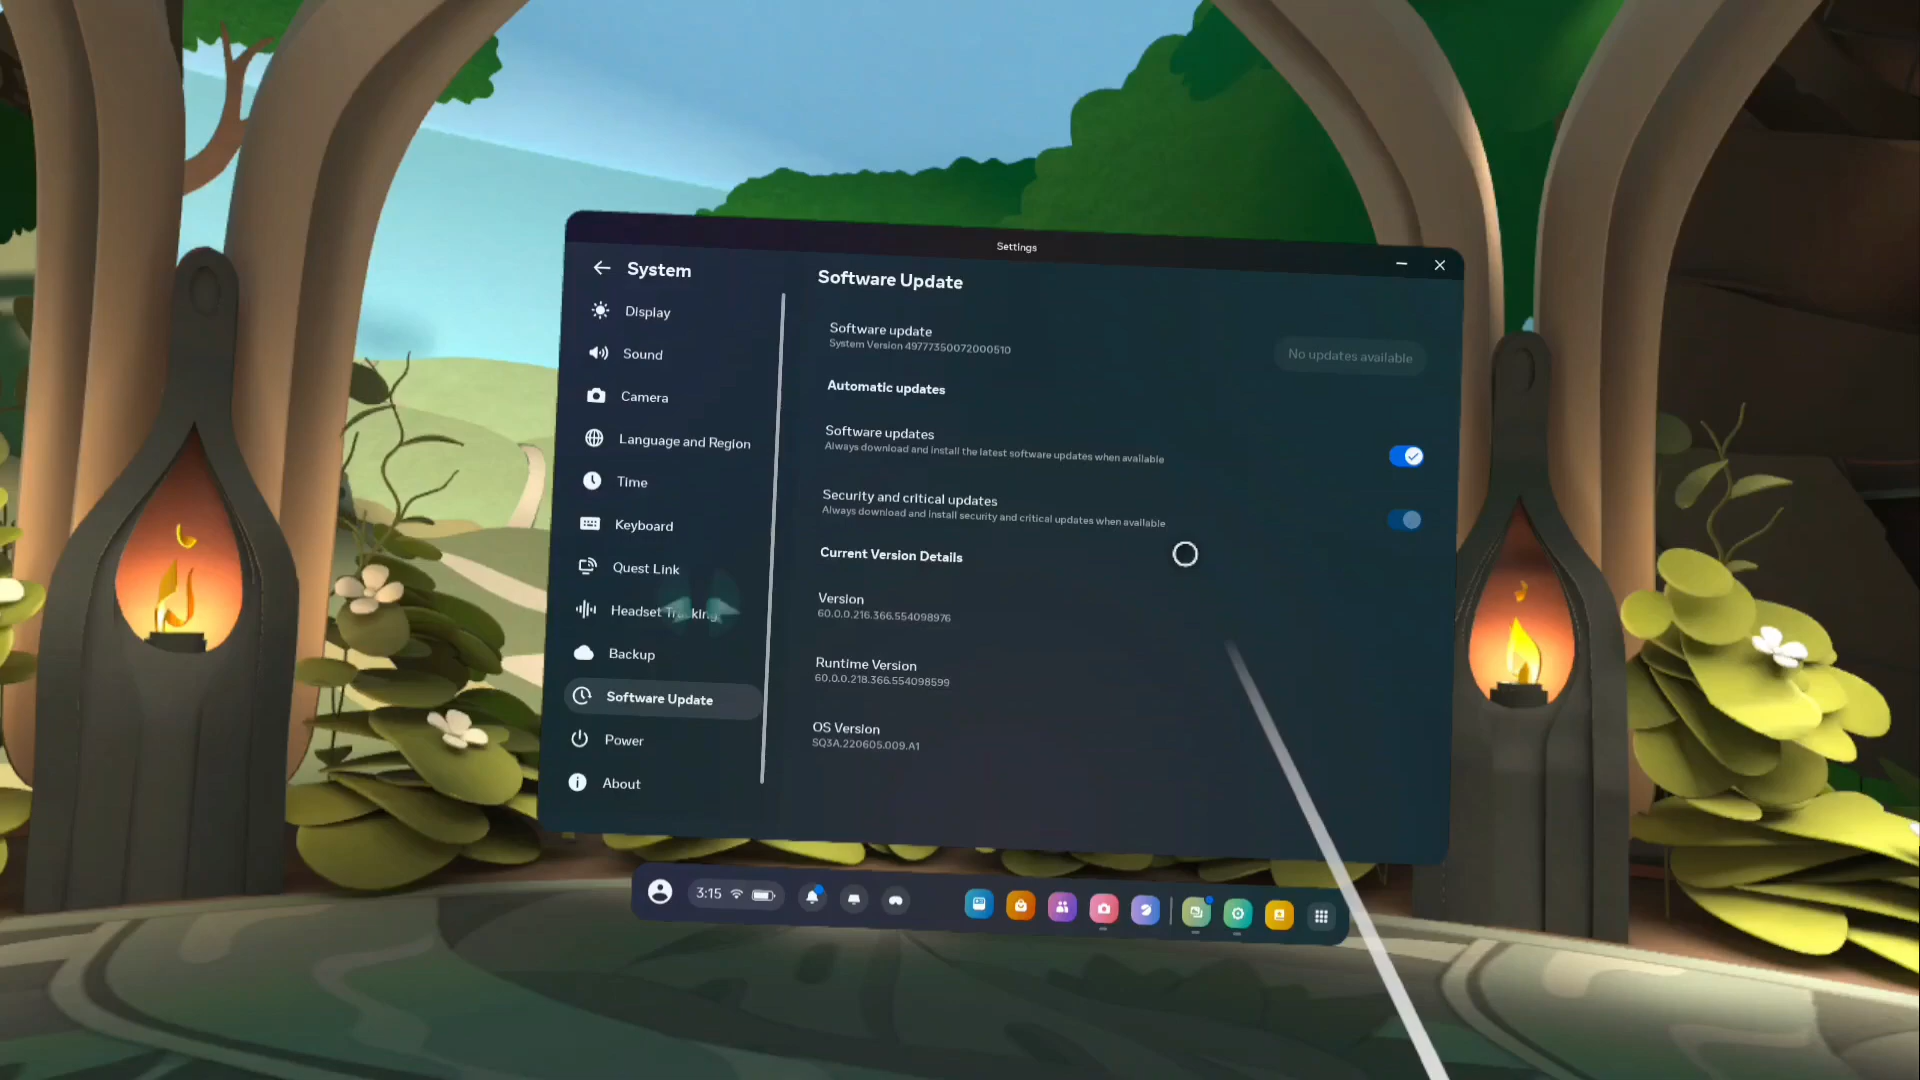 Settings
System
Display
Sound
Camera
Language and Region
Time
Keyboard
Quest Link
Headset Tracking
Backup
Software Update
Power
About
Software Update
Software update
System Version 49777350072000510
No updates available
Automatic updates
Software updates
Always download and install the latest software updates when available
Security and critical updates
Always download and install security and critical updates when available
Current Version Details
Version
60.0.0.216.366.554098976
Runtime Version
60.0.0.218.366.554098599
OS Version
SQ3A.220605.009.A1
3:15